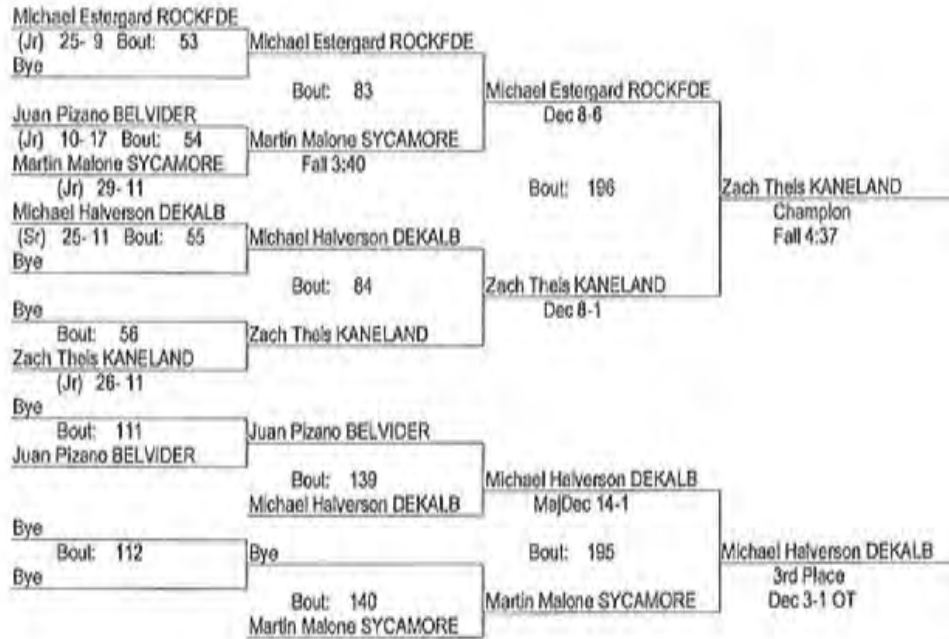 Michael Estergard ROCKFDE
(Jr) 25- 9 Bout: 53
Bye
Michael Estergard ROCKFDE
Bout: 83
Juan Pizano BELVIDER
(Jr) 10- 17 Bout: 54
Martin Malone SYCAMORE
(Jr) 29- 11
Martin Malone SYCAMORE
Fall 3:40
Michael Estergard ROCKFDE
Dec 8-6
Bout: 196
Michael Halverson DEKALB
(Sr) 25- 11 Bout: 55
Bye
Michael Halverson DEKALB
Bout: 84
Bye
Bout: 56
Zach Theis KANELAND
(Jr) 26- 11
Zach Theis KANELAND
Zach Theis KANELAND
Dec 8-1
Zach Theis KANELAND
Champion
Fall 4:37
Bye
Bout: 111
Juan Pizano BELVIDER
Juan Pizano BELVIDER
Bout: 139
Michael Halverson DEKALB
Michael Halverson DEKALB
MajDec 14-1
Bout: 195
Bye
Bout: 112
Bye
Bye
Bout: 140
Martin Malone SYCAMORE
Martin Malone SYCAMORE
Michael Halverson DEKALB
3rd Place
Dec 3-1 OT